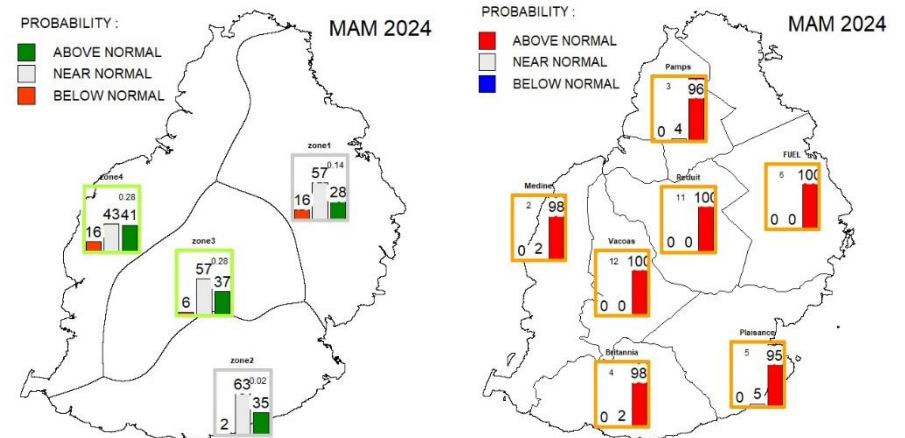 PROBABILITY :
MAM 2024
ABOVE NORMAL
NEAR NORMAL
BELOW NORMAL
zone1
0.14
57
16 28
zone4
0.28
43 41
16
zone3
0.28
57
37
6
zone2
0.02
63
35
2
PROBABILITY :
MAM 2024
ABOVE NORMAL
NEAR NORMAL
BELOW NORMAL
Pamps
3
96
0 4
FUEL
6
100
0 0
Medine
2
98
0 2
Reduit
11
100
0 0
Vacoas
12
100
0 0
Plaisance
5
95
0 5
Britannia
4
98
0 2